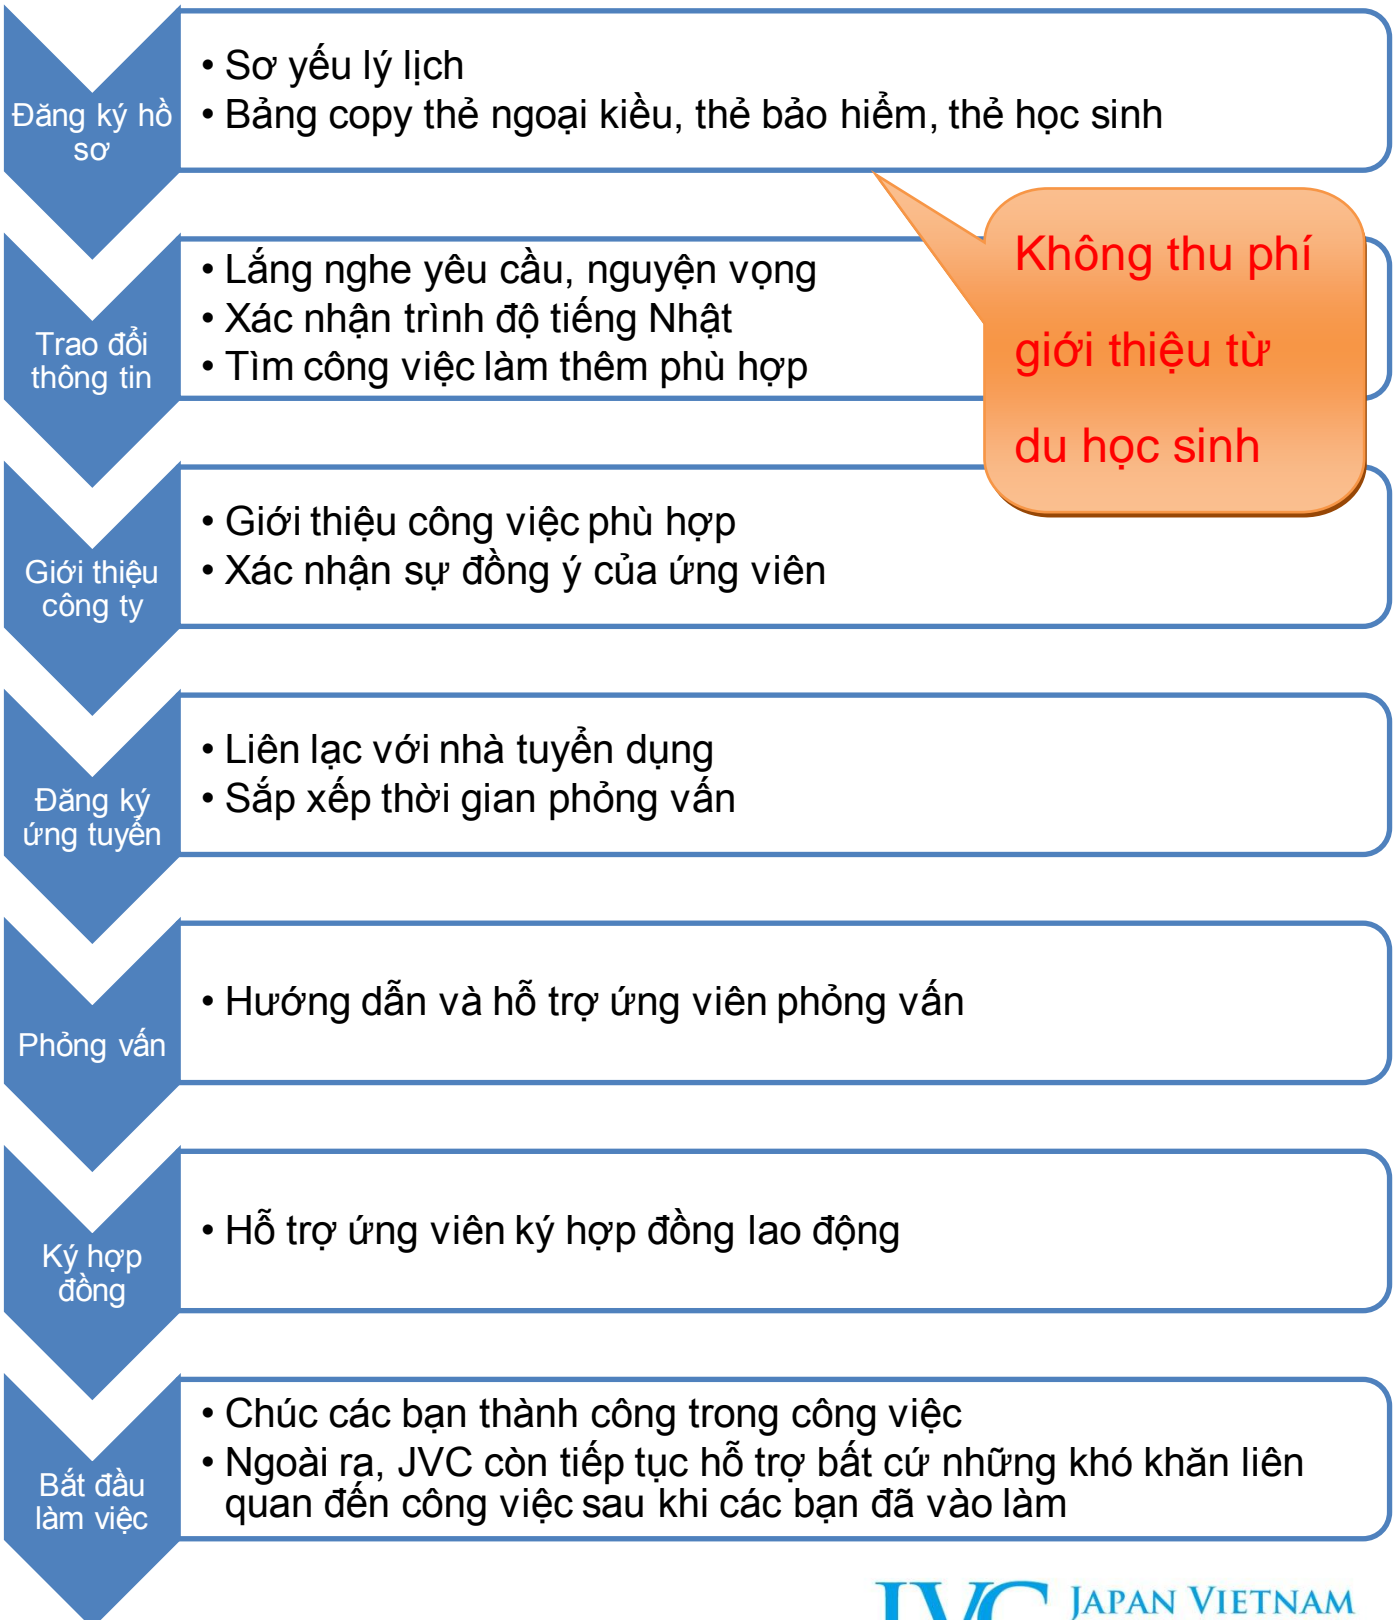 Đăng ký hồ
sơ
• Sơ yếu lý lịch
• Bảng copy thẻ ngoại kiều, thẻ bảo hiểm, thẻ học sinh
Không thu phí
giới thiệu từ
du học sinh
Trao đổi
thông tin
• Lắng nghe yêu cầu, nguyện vọng
• Xác nhận trình độ tiếng Nhật
• Tìm công việc làm thêm phù hợp
Giới thiệu
công ty
• Giới thiệu công việc phù hợp
• Xác nhận sự đồng ý của ứng viên
Đăng ký
ứng tuyển
• Liên lạc với nhà tuyển dụng
• Sắp xếp thời gian phỏng vấn
Phỏng vấn
• Hướng dẫn và hỗ trợ ứng viên phỏng vấn
Ký hợp
đồng
• Hỗ trợ ứng viên ký hợp đồng lao động
Bắt đầu
làm việc
• Chúc các bạn thành công trong công việc
• Ngoài ra, JVC còn tiếp tục hỗ trợ bất cứ những khó khăn liên
quan đến công việc sau khi các bạn đã vào làm
JVC JAPAN VIETNAM